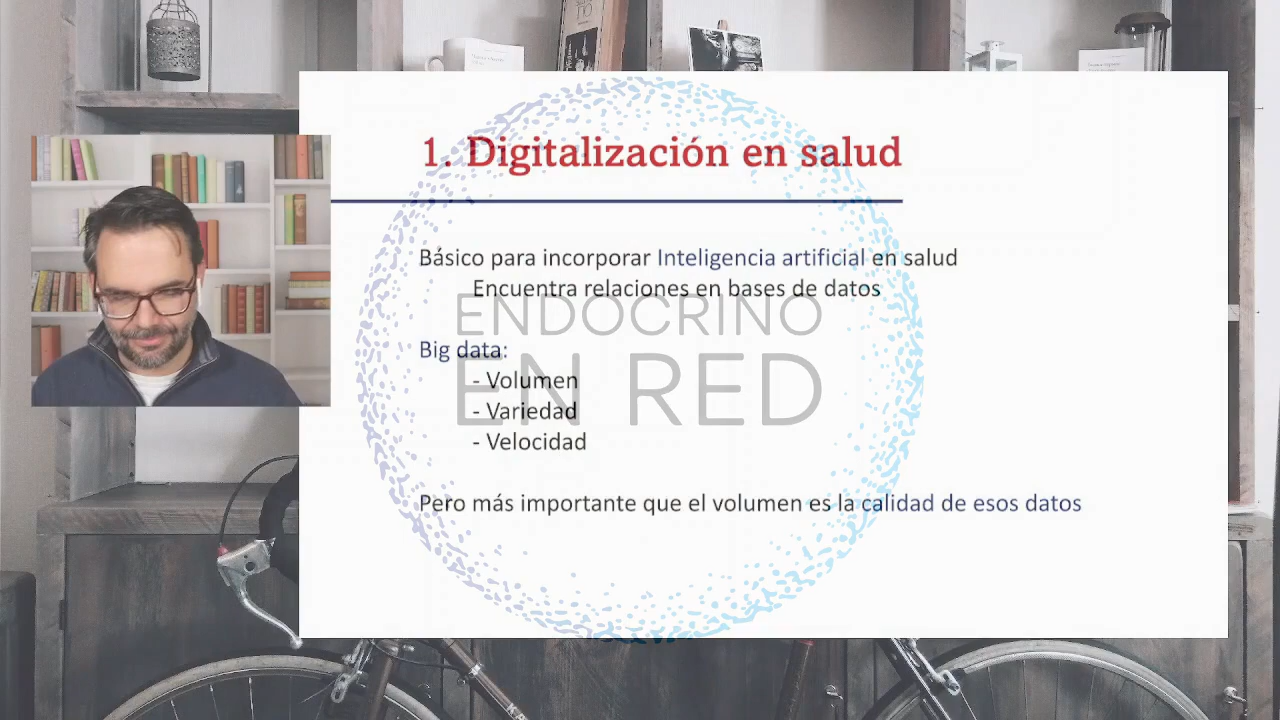 1. Digitalización en salud
Básico para incorporar Inteligencia artificial en salud
Encuentra relaciones en bases de datos
ENDOCRINO
Big data:
EN RED
- Volumen
- Variedad
- Velocidad
Pero más importante que el volumen es la calidad de esos datos